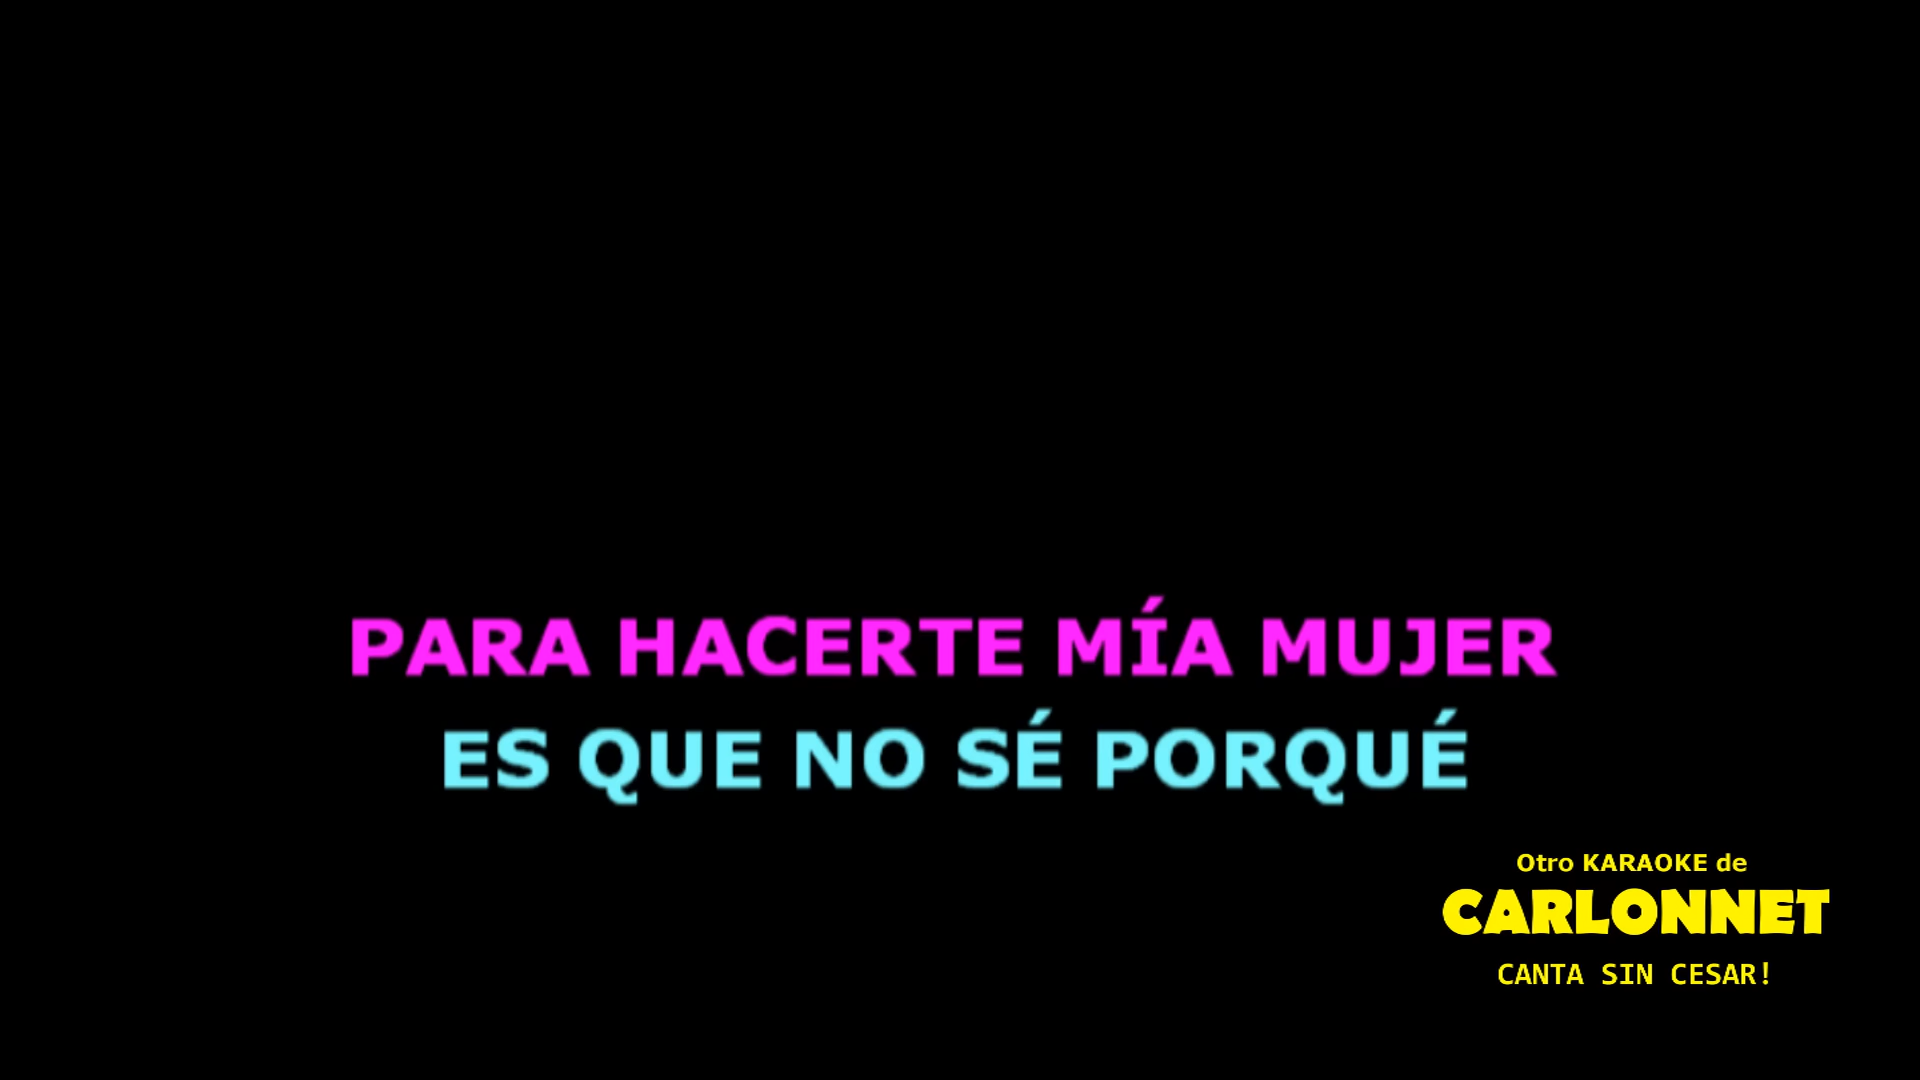 PARA HACERTE MÍA MUJER
ES QUE NO SÉ PORQUÉ
Otro KARAOKE de
CARLONNET
CANTA SIN CESAR!